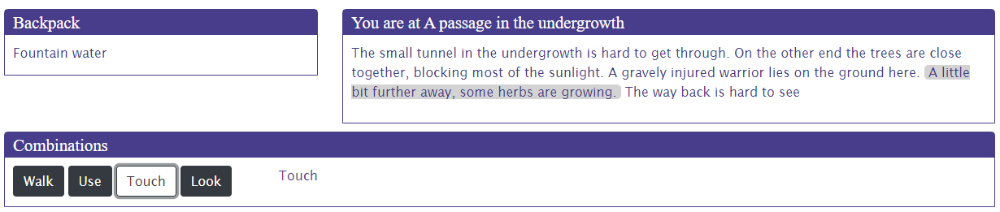 Backpack
Fountain water
You are at A passage in the undergrowth
The small tunnel in the undergrowth is hard to get through. On the other end the trees are close
together, blocking most of the sunlight. A gravely injured warrior lies on the ground here. A little
bit further away, some herbs are growing. The way back is hard to see
Combinations
Walk Use Touch Look Touch